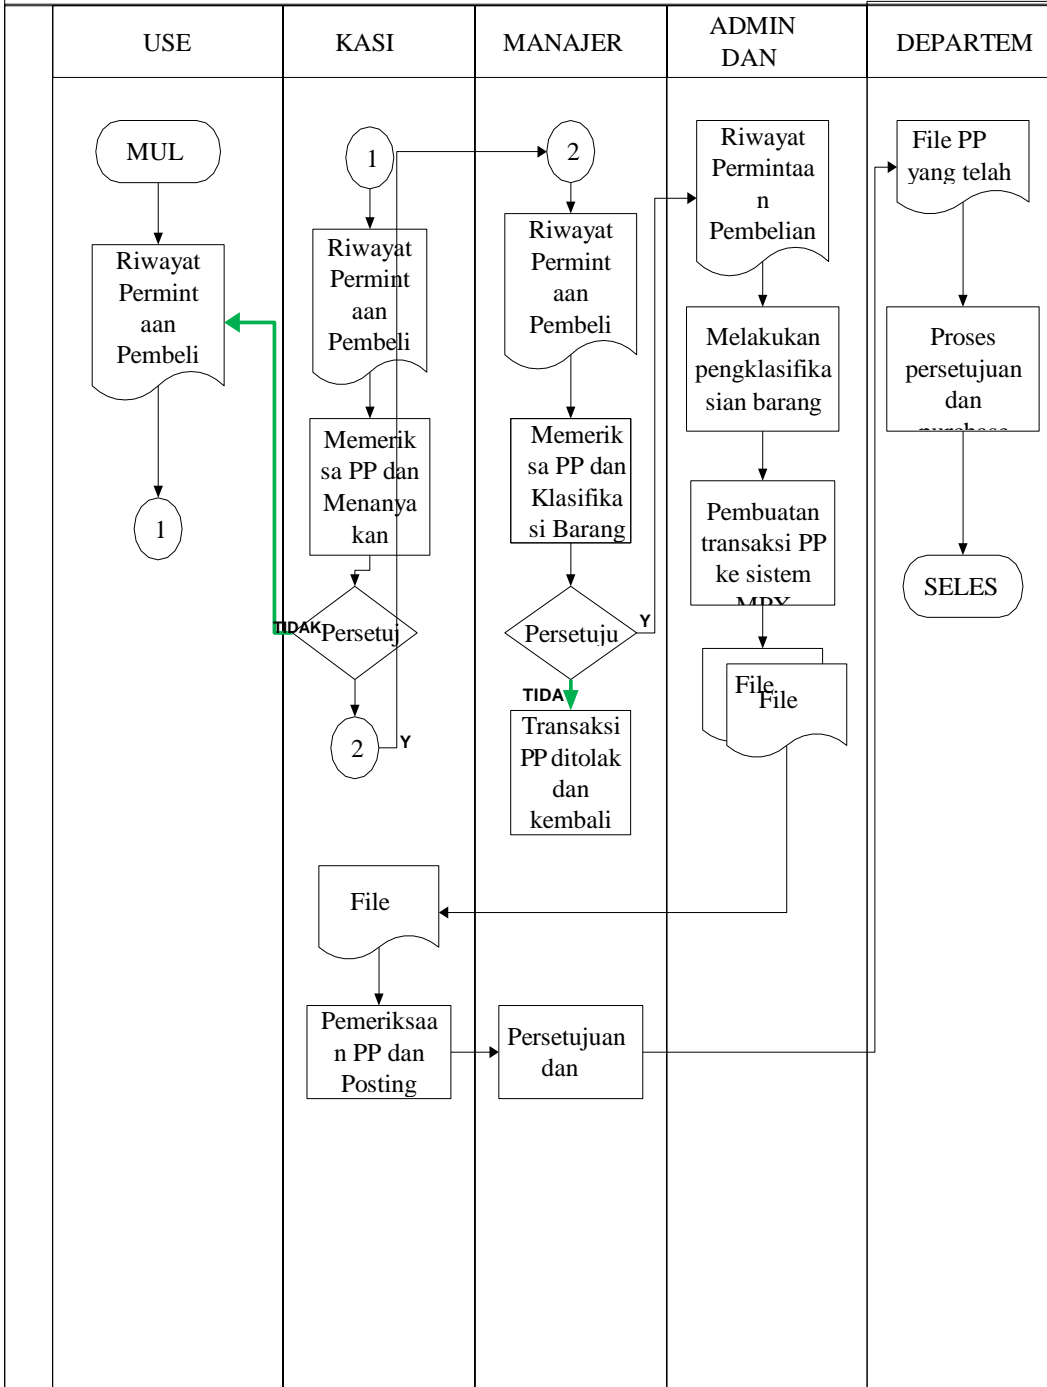 USE
KASI
MANAJER
ADMIN
DAN
DEPARTEM
MUL
Riwayat
Permint
aan
Pembeli
1
1
Riwayat
Permint
aan
Pembeli
Memerik
sa PP dan
Menanya
kan
TIDAK
Persetuj
2
Y
File
Pemeriksaa
n PP dan
Posting
2
Riwayat
Permint
aan
Pembeli
Memerik
sa PP dan
Klasifika
si Barang
Persetuju
Y
TIDA
Transaksi
PP ditolak
dan
kembali
Persetujuan
dan
Riwayat
Permintaa
n
Pembelian
Melakukan
pengklasifika
sian barang
Pembuatan
transaksi PP
ke sistem
MPX
File
File
File PP
yang telah
Proses
persetujuan
dan
purchase
SELES